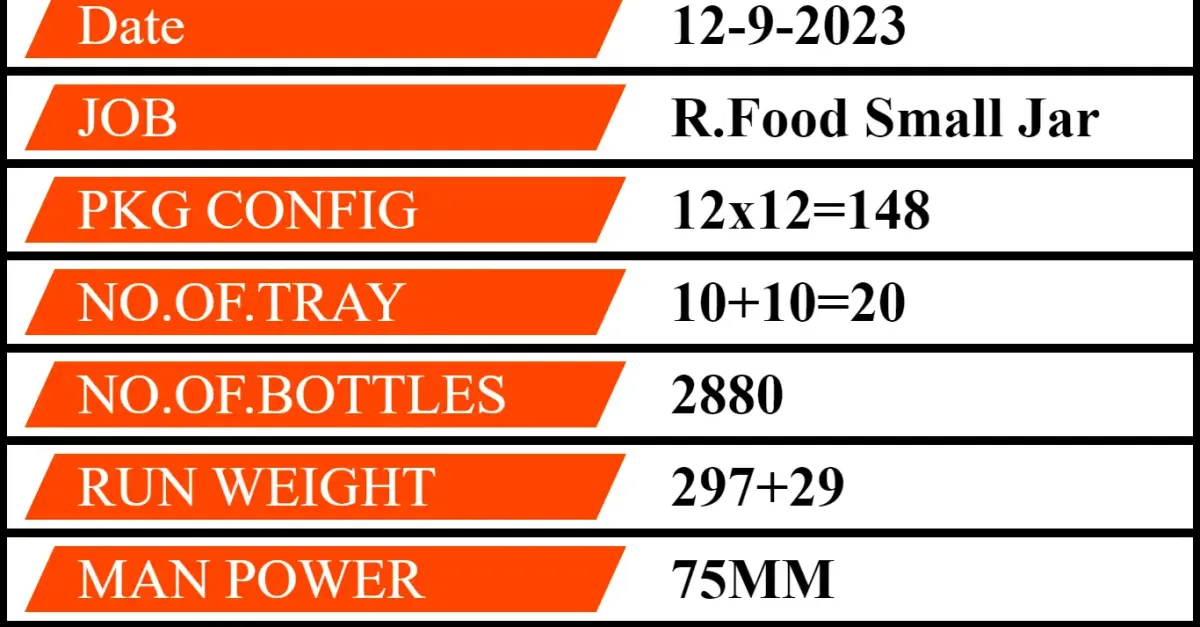 Date 12-9-2023
JOB R.Food Small Jar
PKG CONFIG 12x12=148
NO.OF.TRAY 10+10=20
NO.OF.BOTTLES 2880
RUN WEIGHT 297+29
MAN POWER 75MM